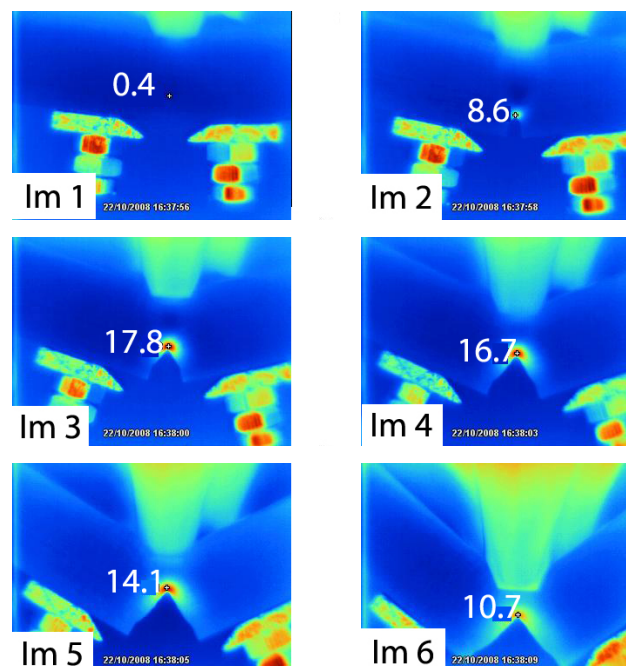 0.4
Im 1
22/10/2008 16:37:56
8.6
Im 2
22/10/2008 16:37:58
17.8
Im 3
22/10/2008 16:38:00
16.7
Im 4
22/10/2008 16:38:03
14.1
Im 5
22/10/2008 16:38:05
10.7
Im 6
22/10/2008 16:38:09